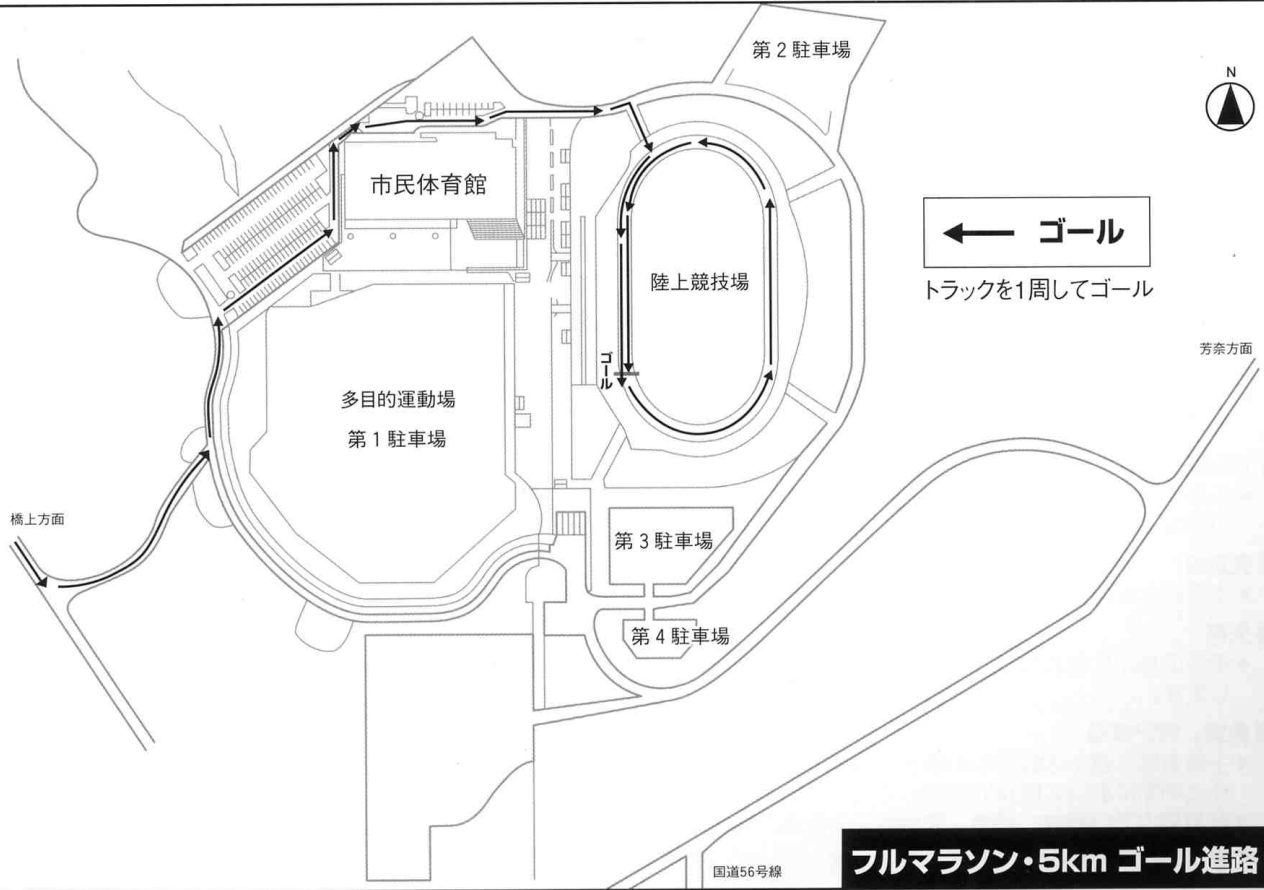 第2駐車場
N
市民体育館
ゴール
トラックを1周してゴール
陸上競技場
芳奈方面
ゴール
多目的運動場
第1駐車場
橋上方面
第3駐車場
第4駐車場
国道56号線
フルマラソン・5km ゴール進路